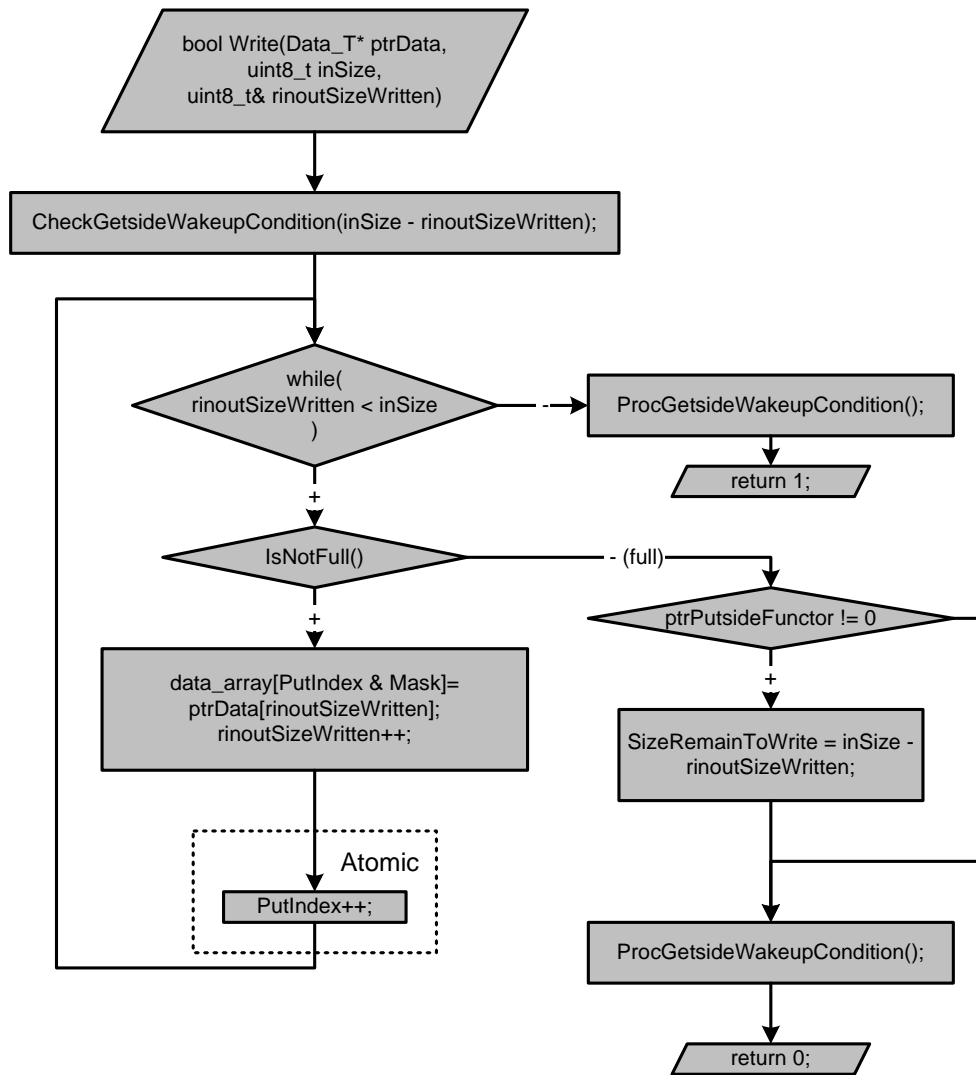 bool Write(Data_T* ptrData,
uint8_t inSize,
uint8_t& rinoutSizeWritten)
CheckGetsideWakeupCondition(inSize - rinoutSizeWritten);
while(
rinoutSizeWritten < inSize
)
-
ProcGetsideWakeupCondition();
return 1;
+
IsNotFull()
- (full)
ptrPutsideFunctor != 0
+
+
data_array[PutIndex & Mask]=
ptrData[rinoutSizeWritten];
rinoutSizeWritten++;
SizeRemainToWrite = inSize -
rinoutSizeWritten;
Atomic
PutIndex++;
ProcGetsideWakeupCondition();
return 0;